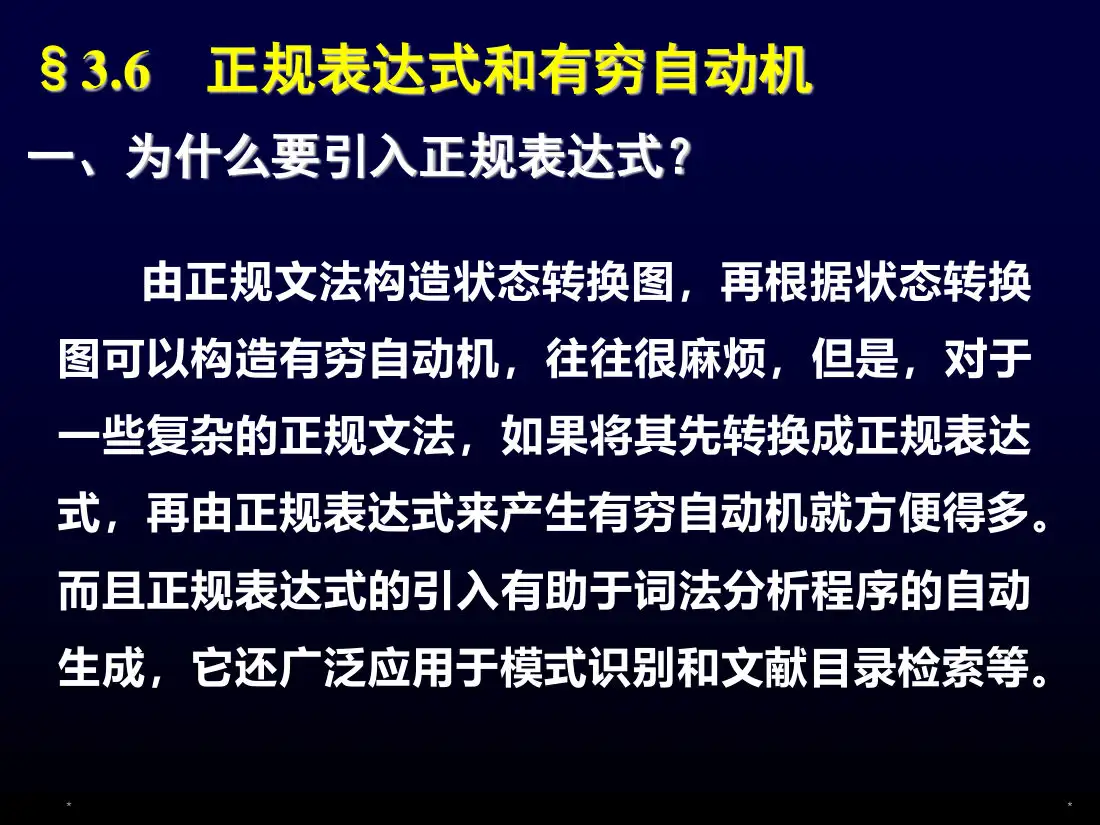 §3.6 正规表达式和有穷自动机
一、为什么要引入正规表达式？
由正规文法构造状态转换图，再根据状态转换
图可以构造有穷自动机，往往很麻烦，但是，对于
一些复杂的正规文法，如果将其先转换成正规表达
式，再由正规表达式来产生有穷自动机就方便得多。
而且正规表达式的引入有助于词法分析程序的自动
生成，它还广泛应用于模式识别和文献目录检索等。
* *